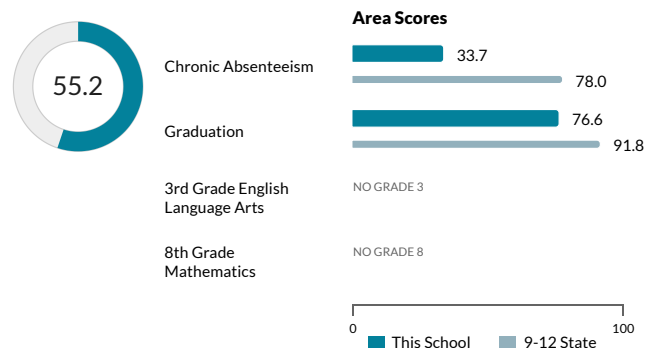 Area Scores
55.2
Chronic Absenteeism
33.7
78.0
Graduation
76.6
91.8
3rd Grade English
Language Arts
NO GRADE 3
8th Grade
Mathematics
NO GRADE 8
0 100
This School 9-12 State